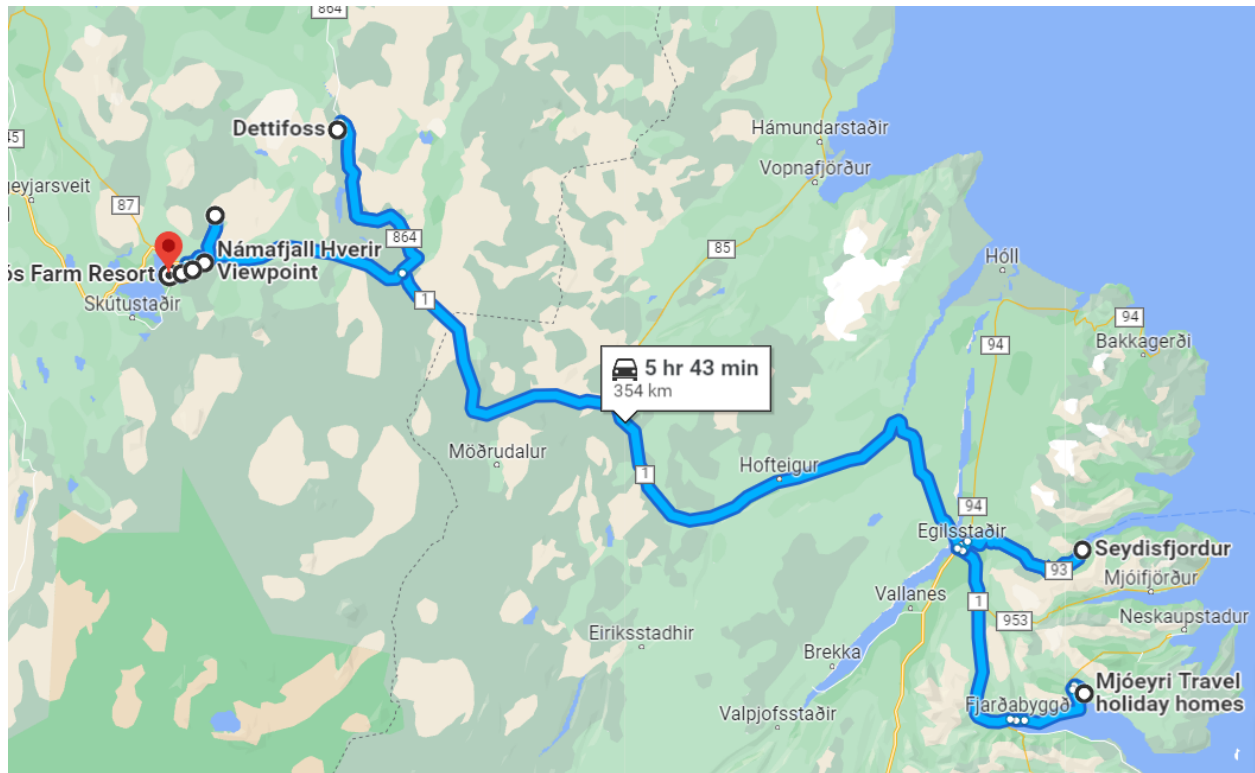 864
Dettifoss
Hámundarstaðir
Vopnafjörður
45
eyjarsveit
87
864
Námafjall Hverir
Viewpoint
ós Farm Resort
Skútustaðir
85
Hóll
1
94
94
Bakkagerði
5 hr 43 min
354 km
Möðrudalur
Hofteigur
1
94
Egilsstaðir
Seydisfjordur
93
Mjóifjörður
Vallanes
1
953
Neskaupstadur
Eiriksstadhir
Brekka
Mjóeyri Travel
holiday homes
Fjarðabyggð
Valpjofsstaðir